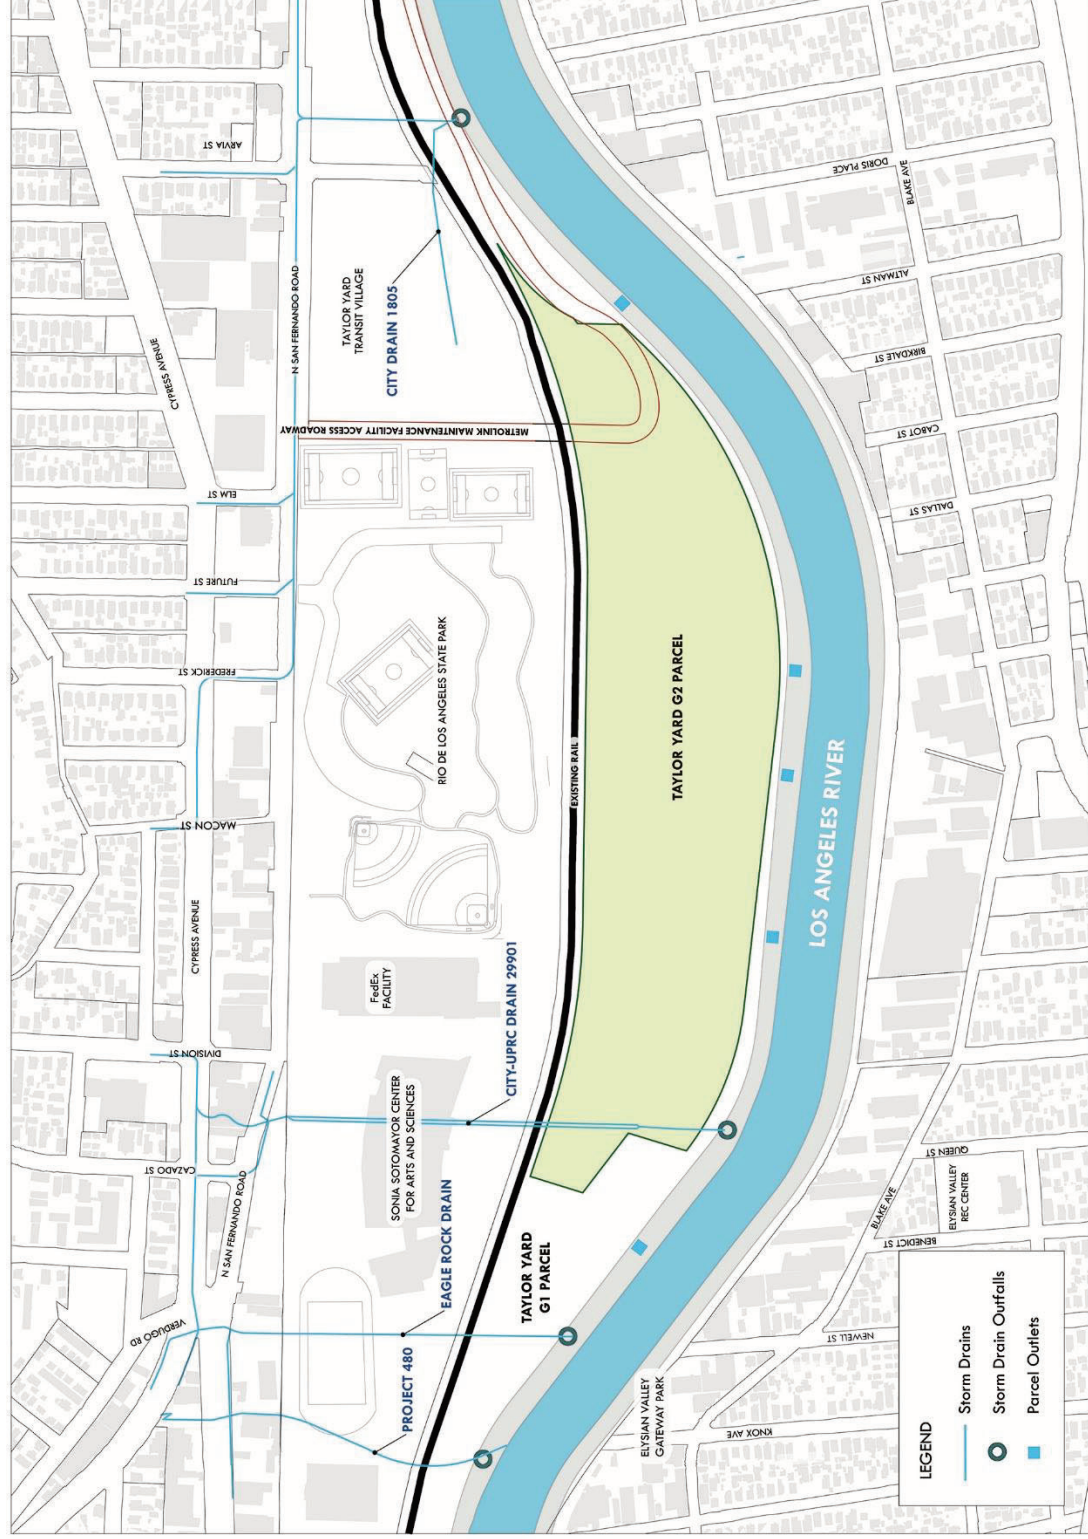 VERDUGO RD
N SAN FERNANDO ROAD
CAZADO ST
DIVISION ST
CYPRESS AVENUE
MACON ST
FREDERICK ST
FUTURE ST
ELM ST
CYPRESS AVENUE
N SAN FERNANDO ROAD
ARVIA ST
PROJECT 480
EAGLE ROCK DRAIN
SONIA SOTOMAYOR CENTER
FOR ARTS AND SCIENCES
CITY-UPRC DRAIN 29901
FedEx
FACILITY
RIO DE LOS ANGELES STATE PARK
METROLINK MAINTENANCE FACILITY ACCESS ROADWAY
TAYLOR YARD
TRANSIT VILLAGE
CITY DRAIN 1805
TAYLOR YARD
G1 PARCEL
EXISTING RAIL
TAYLOR YARD G2 PARCEL
LOS ANGELES RIVER
ELYSIAN VALLEY
GATEWAY PARK
KNOX AVE
NEWELL ST
BLAKE AVE
BENEDICT ST
ELYSIAN VALLEY
REC CENTER
QUEEN ST
DALLAS ST
CABOT ST
BIRKDALE ST
ALTMAN ST
BLAKE AVE
DORIS PLACE
LEGEND
Storm Drains
Storm Drain Outfalls
Parcel Outlets